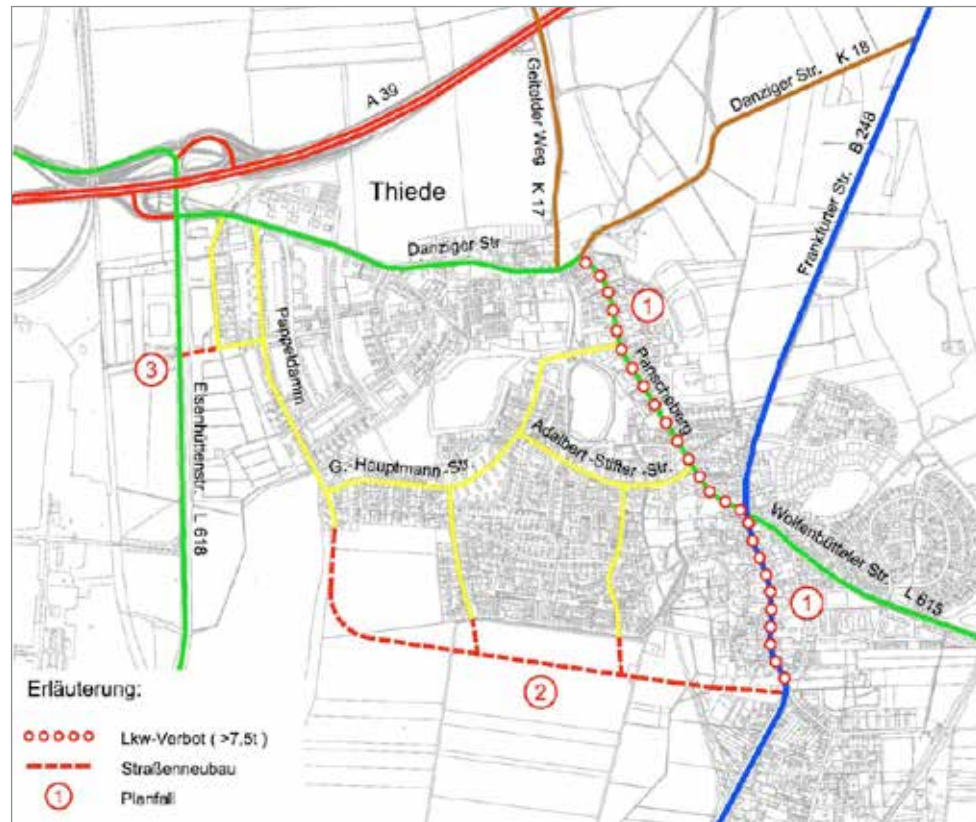 A 39
Geitelder Weg K 17
Danziger Str. K 18
Frankfurter Str. B 248
Thiede
Danziger Str.
1
Pappeldamm
Panscheberg
3
Eisenhüttenstr. L 618
G.-Hauptmann-Str.
Adalbert-Stifter-Str.
Wolfenbütteler Str. L 615
1
2
Erläuterung:
Lkw-Verbot ( >7,5t )
Straßenneubau
1 Planfall